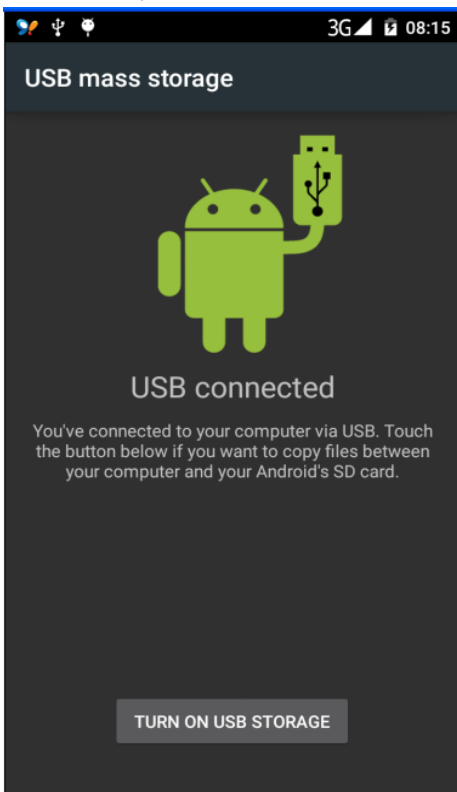 3G 08:15
USB mass storage
USB connected
You've connected to your computer via USB. Touch
the button below if you want to copy files between
your computer and your Android's SD card.
TURN ON USB STORAGE